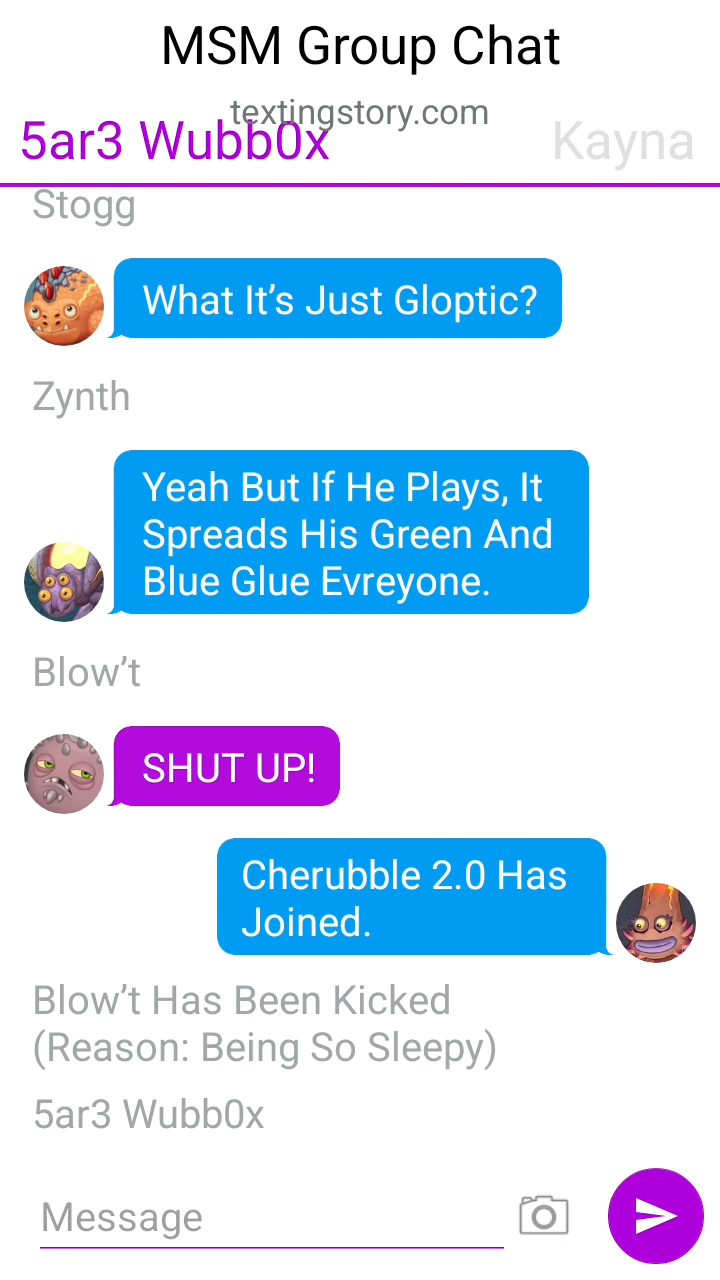 MSM Group Chat
textingstory.com
5ar3 Wubb0x
Kayna
Stogg
What It’s Just Gloptic?
Zynth
Yeah But If He Plays, It
Spreads His Green And
Blue Glue Evreyone.
Blow’t
SHUT UP!
Cherubble 2.0 Has
Joined.
Blow’t Has Been Kicked
(Reason: Being So Sleepy)
5ar3 Wubb0x
Message